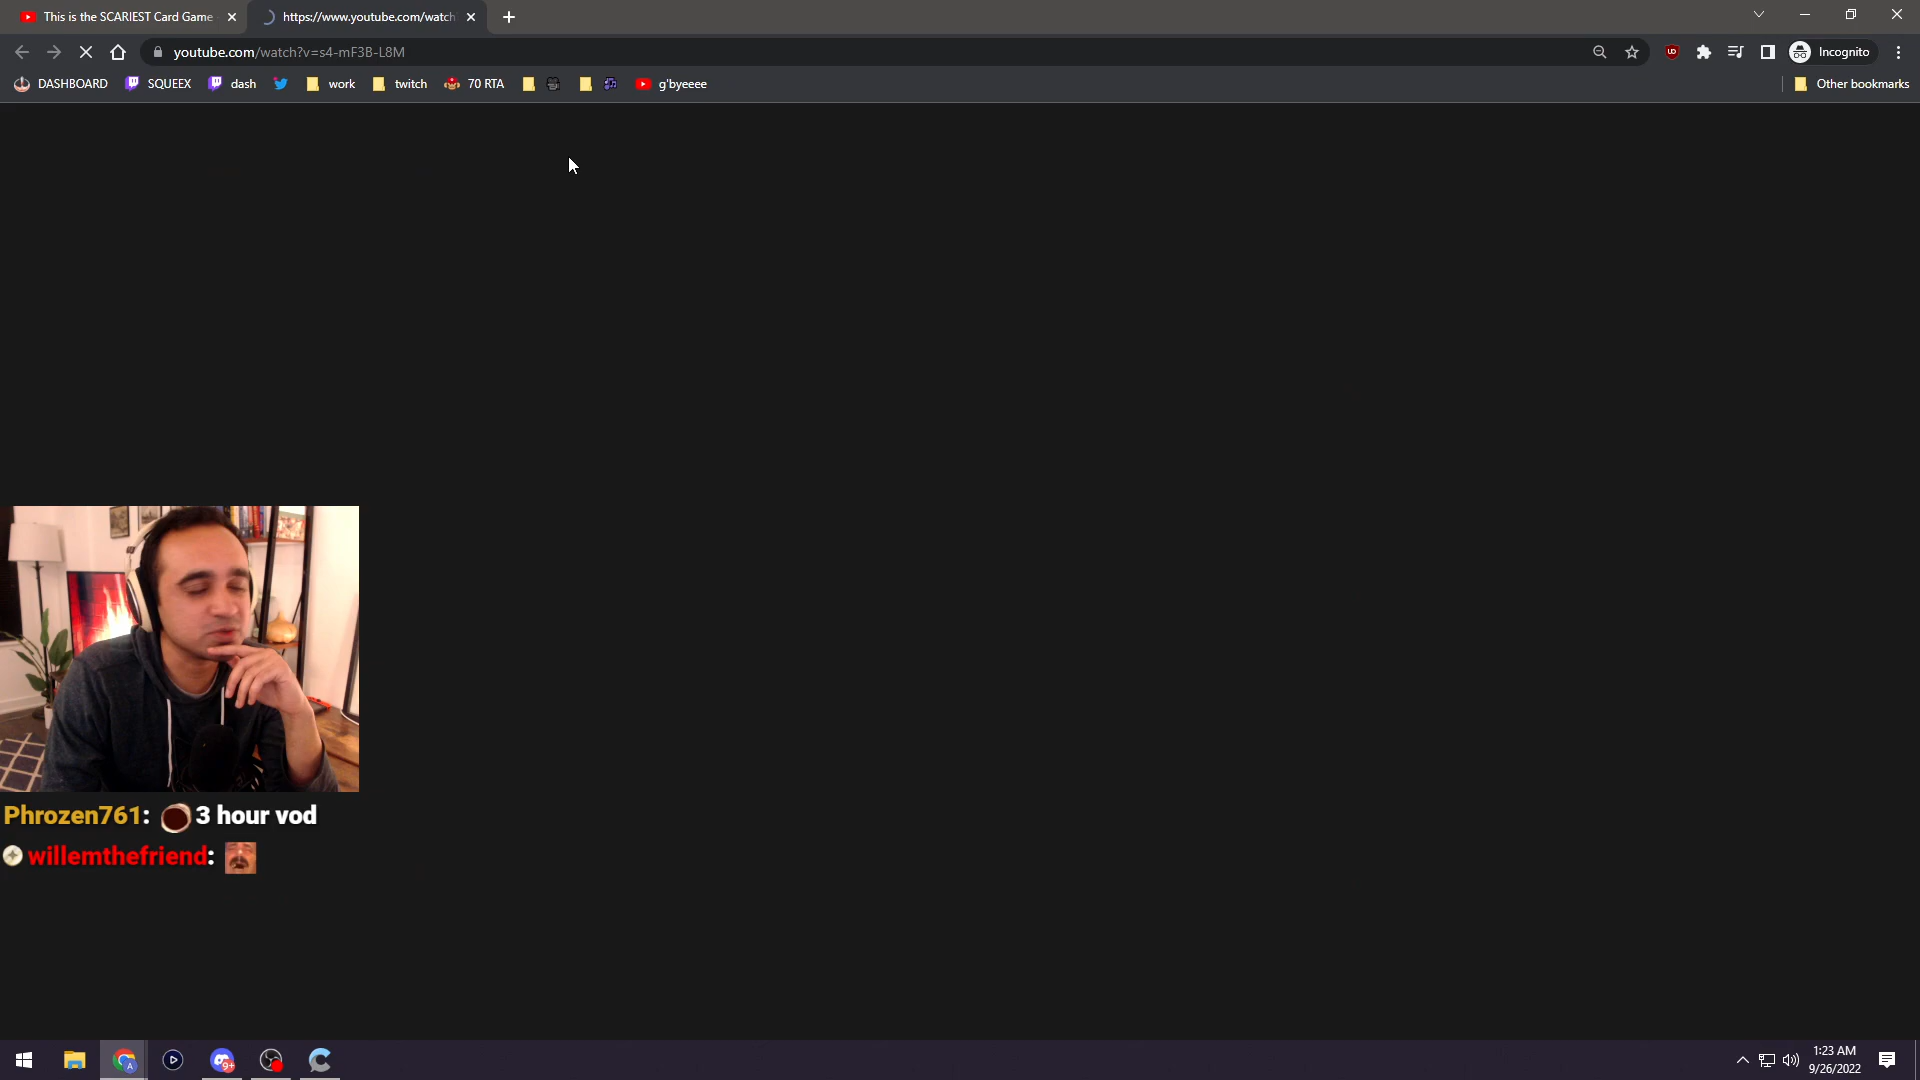 This is the SCARIEST Card Game
https://www.youtube.com/watch
youtube.com/watch?v=s4-mF3B-L8M
Incognito
DASHBOARD
SQUEEX
dash
work
twitch
70 RTA
g'byeeee
Other bookmarks
Phrozen761: 3 hour vod
willemthefriend:
9+
1:23 AM
9/26/2022